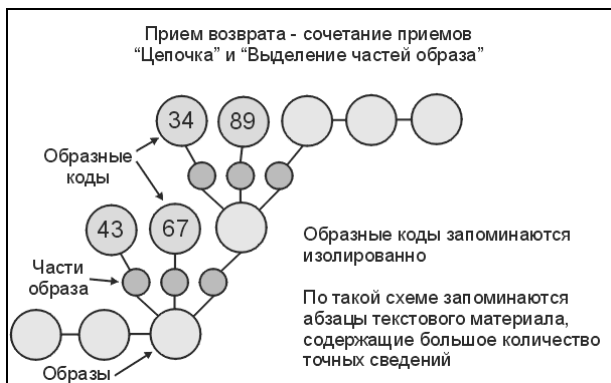 Прием возврата - сочетание приемов
“Цепочка” и “Выделение частей образа”
34
89
Образные
коды
43
67
Образные коды запоминаются
изолированно
Части
образа
По такой схеме запоминаются
абзацы текстового материала,
содержащие большое количество
точных сведений
Образы